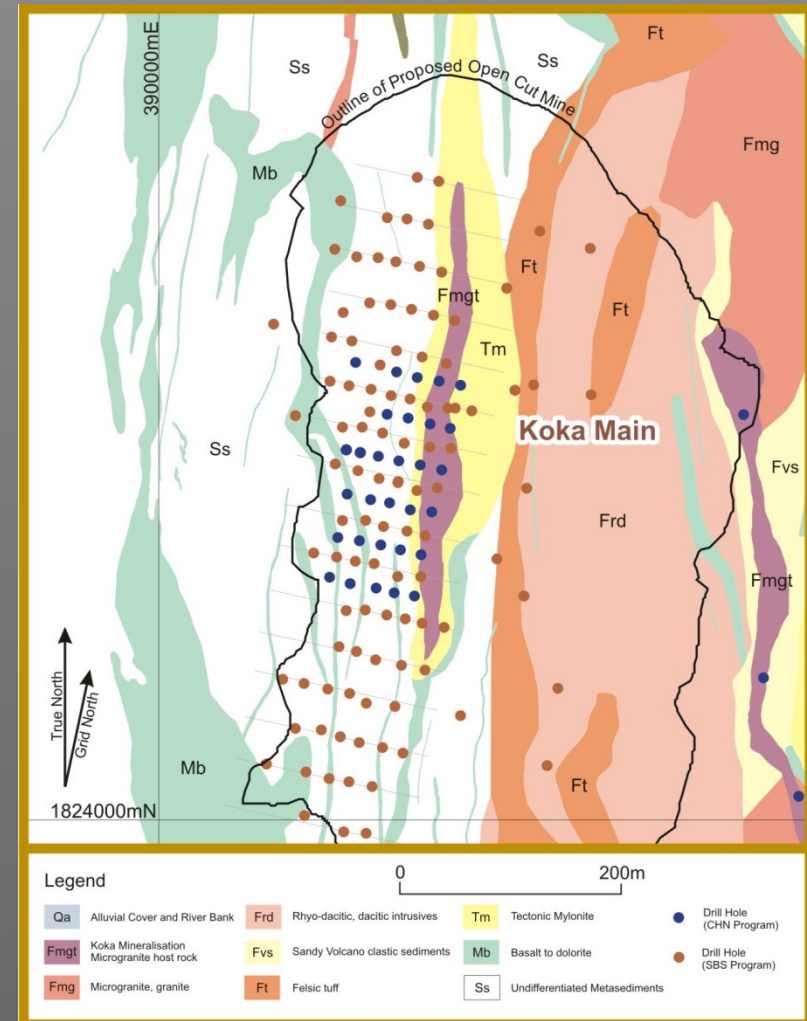 Ss
Ss
Ft
390000mE
Outline of Proposed Open Cut Mine
Fmg
Mb
Ft
Fmgt
Ft
Tm
Koka Main
Ss
Fvs
Frd
Fmgt
True North
Grid North
Mb
Ft
1824000mN
Legend
0
200m
Qa Alluvial Cover and River Bank
Frd Rhyo-dacitic, dacitic intrusives
Tm Tectonic Mylonite
Drill Hole
(CHN Program)
Fmgt Koka Mineralisation
Microgranite host rock
Fvs Sandy Volcano clastic sediments
Mb Basalt to dolorite
Drill Hole
(SBS Program)
Fmg Microgranite, granite
Ft Felsic tuff
Ss Undifferentiated Metasediments